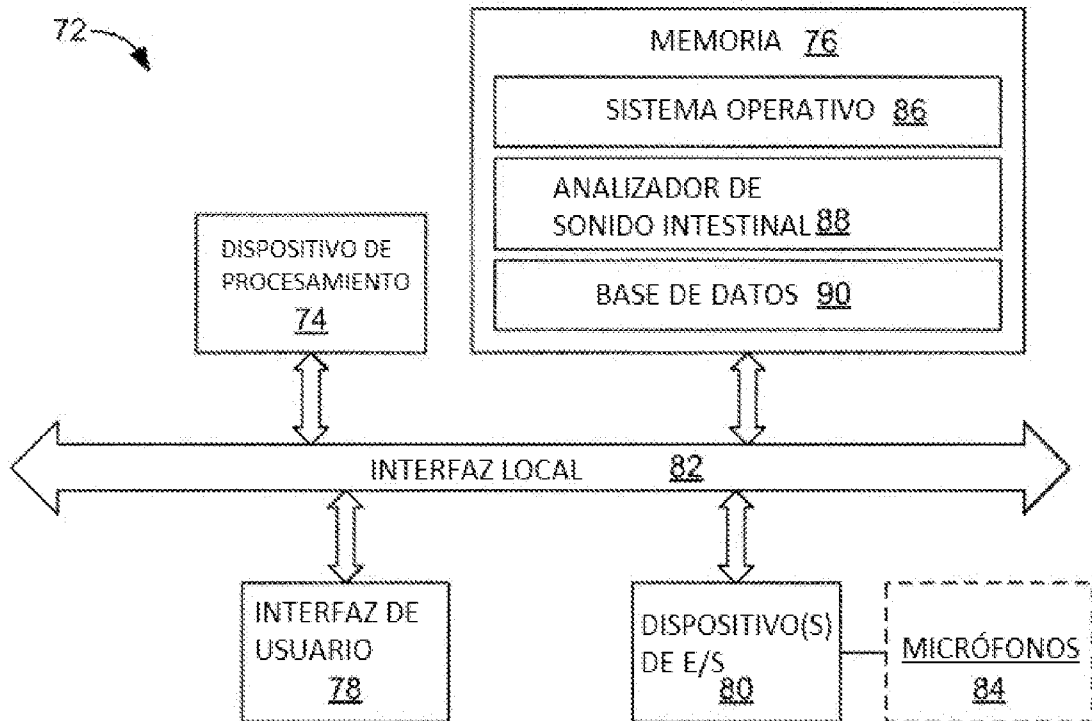 72
MEMORIA 76
SISTEMA OPERATIVO 86
ANALIZADOR DE
SONIDO INTESTINAL 88
BASE DE DATOS 90
DISPOSITIVO DE
PROCESAMIENTO
74
INTERFAZ LOCAL 82
INTERFAZ DE
USUARIO
78
DISPOSITIVO(S)
DE E/S
80
MICRÓFONOS
84